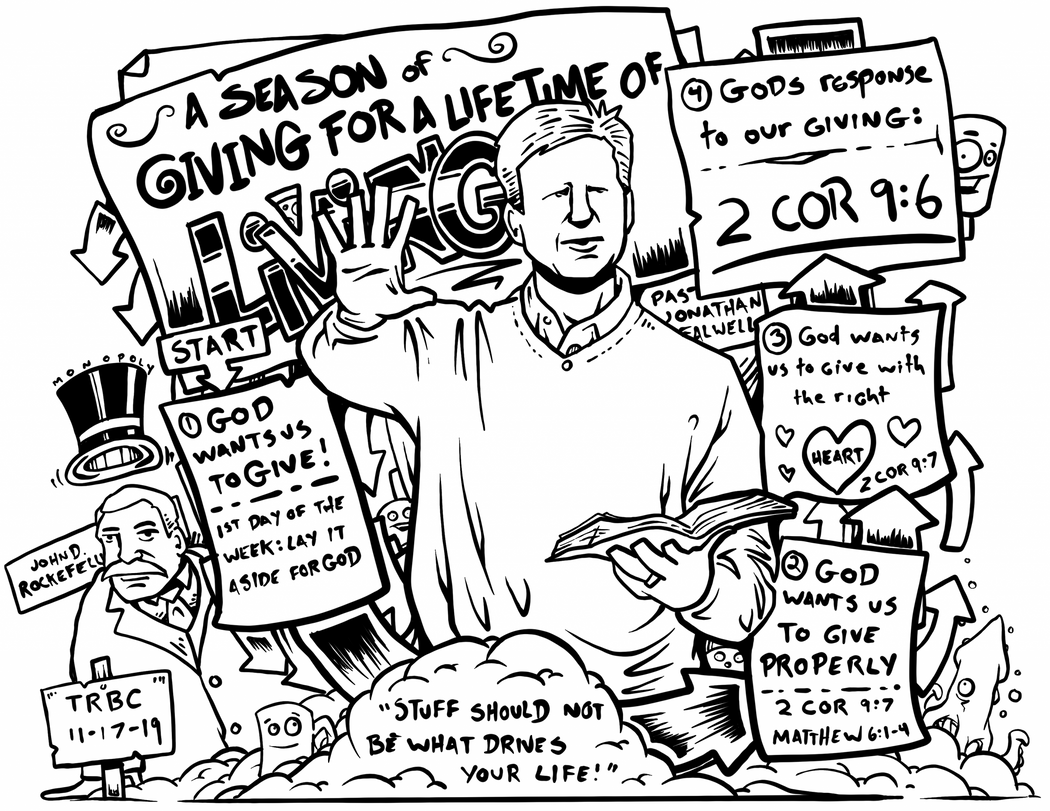 A SEASON OF
GIVING FOR A LIFETIME OF
LIVING
START
MONOPOLY
① GOD
WANTS US
TO GIVE!
1ST DAY OF THE
WEEK: LAY IT
ASIDE FOR GOD
JOHN D.
ROCKEFELL
"TRBC"
11-17-19
"STUFF SHOULD NOT
BE WHAT DRIVES
YOUR LIFE!"
② GOD
WANTS US
TO GIVE
PROPERLY
2 COR 9:7
MATTHEW 6:1-4
③ God wants
us to give with
the right
HEART
2 COR 9:7
④ GODS response
to our GIVING:
2 COR 9:6
PAST
JONATHAN
FALWELL